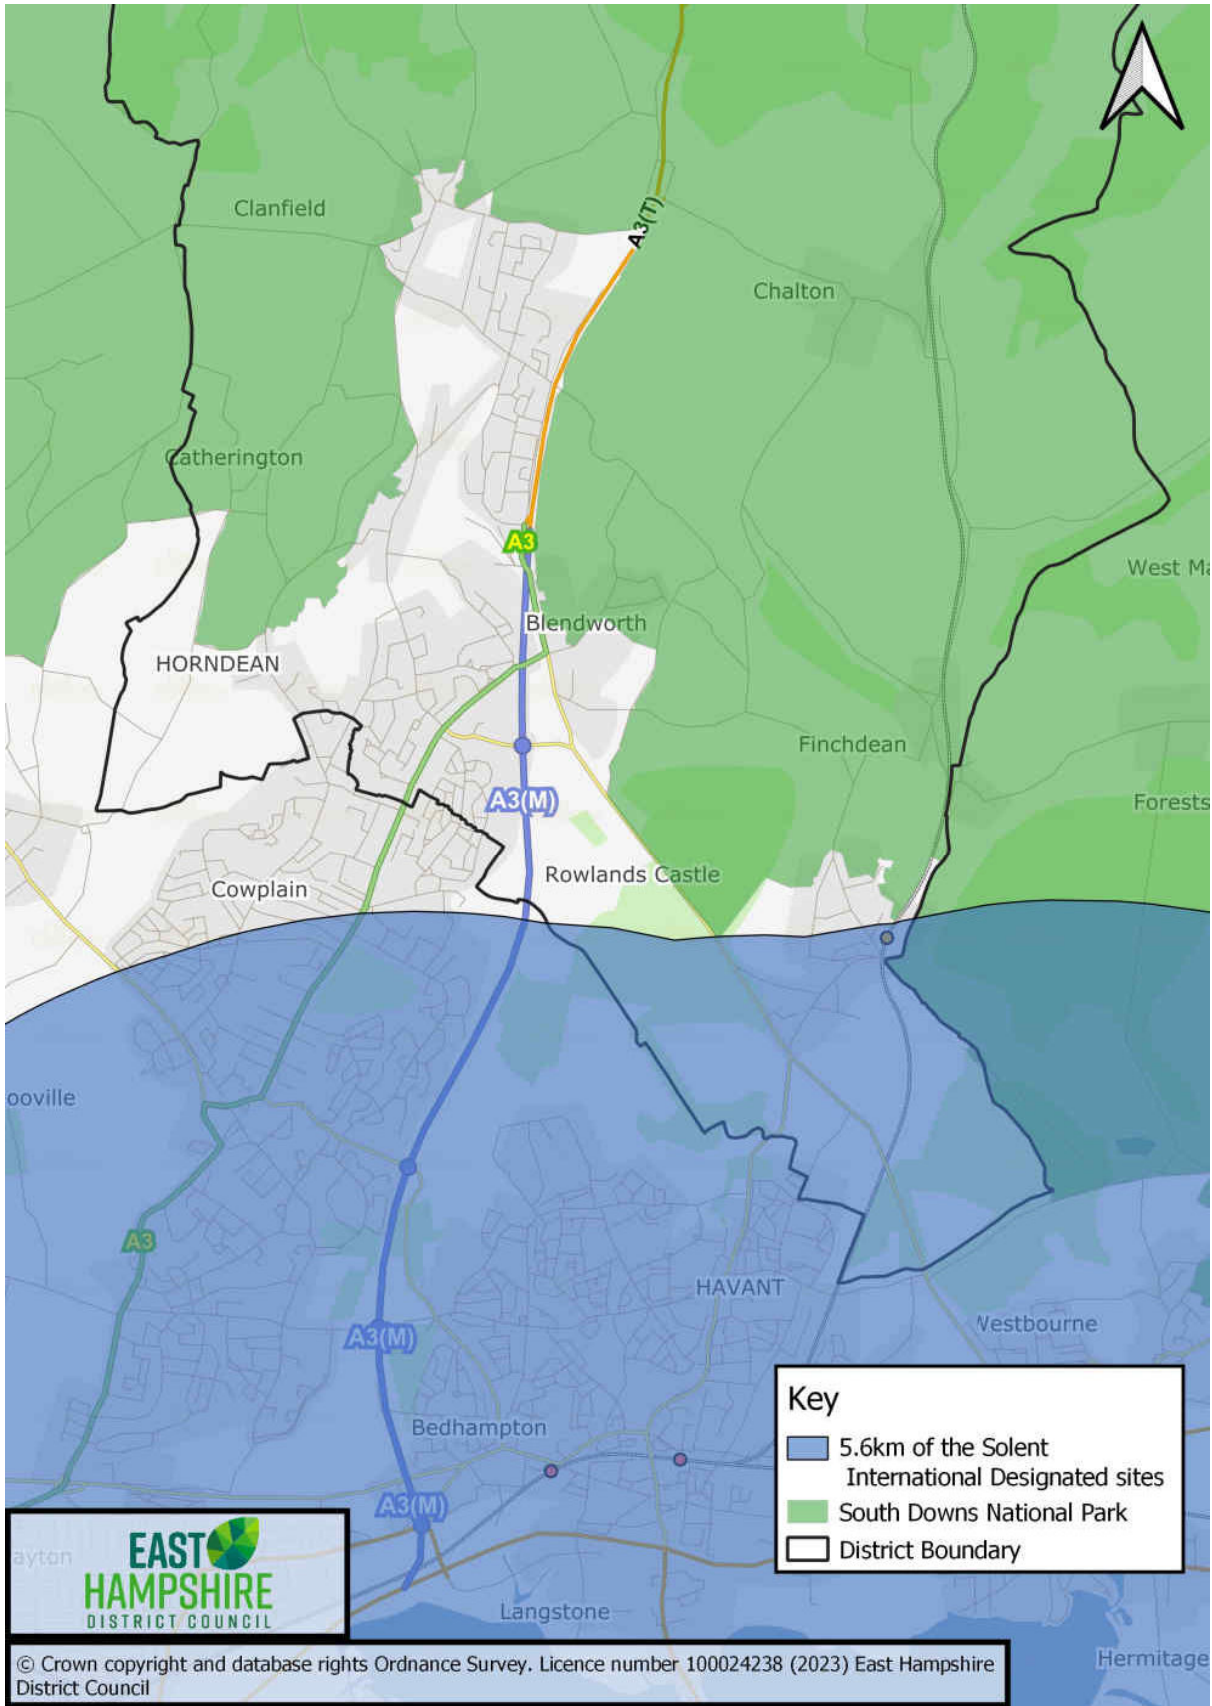 Clanfield
A3(T)
Chalton
Catherington
A3
West Ma
Blendworth
HORNDEAN
Finchdean
A3(M)
Forests
Rowlands Castle
Cowplain
ooville
A3
HAVANT
Westbourne
A3(M)
Key
5.6km of the Solent
International Designated sites
South Downs National Park
District Boundary
Bedhampton
A3(M)
EAST
HAMPSHIRE
DISTRICT COUNCIL
ayton
Langstone
Hermitage
© Crown copyright and database rights Ordnance Survey. Licence number 100024238 (2023) East Hampshire
District Council